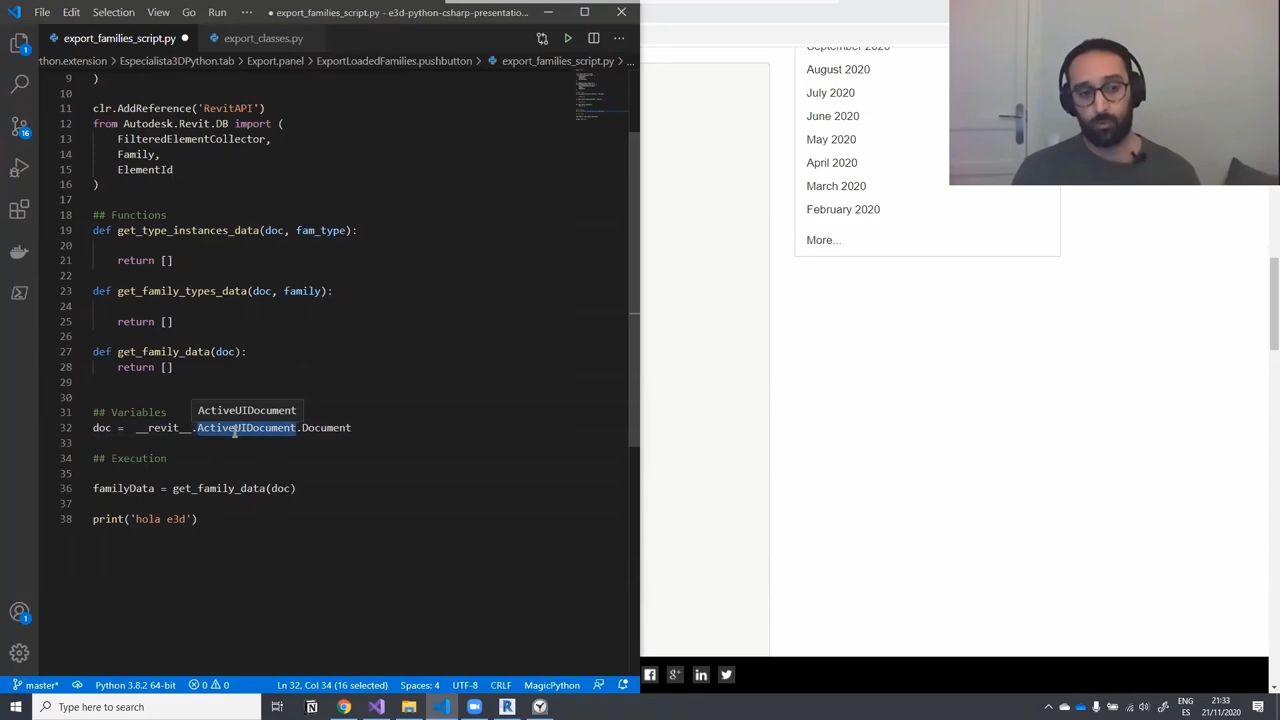 File
Edit
Selection
export_families_script.py - e3d-python-csharp-presentatio...
export_families_script.py
export_classes.py
thon.extension > e3dPython.tab > Export.panel > ExportLoadedFamilies.pushbutton > export_families_script.py > ...
9 )
10
11 clr.AddReference('RevitAPI')
12 from Autodesk.Revit.DB import (
13 FilteredElementCollector,
14 Family,
15 ElementId
16 )
17
18 ## Functions
19 def get_type_instances_data(doc, fam_type):
20
21 return []
22
23 def get_family_types_data(doc, family):
24
25 return []
26
27 def get_family_data(doc):
28 return []
29
30
31 ## Variables
ActiveUIDocument
32 doc = __revit__.ActiveUIDocument.Document
33
34 ## Execution
35
36 familyData = get_family_data(doc)
37
38 print('hola e3d')
1
16
1
master*
Python 3.8.2 64-bit
0
0
Ln 32, Col 34 (16 selected)
Spaces: 4
UTF-8
CRLF
MagicPython
September 2020
August 2020
July 2020
June 2020
May 2020
April 2020
March 2020
February 2020
More...
Type here to search
ENG
ES
21:33
21/11/2020